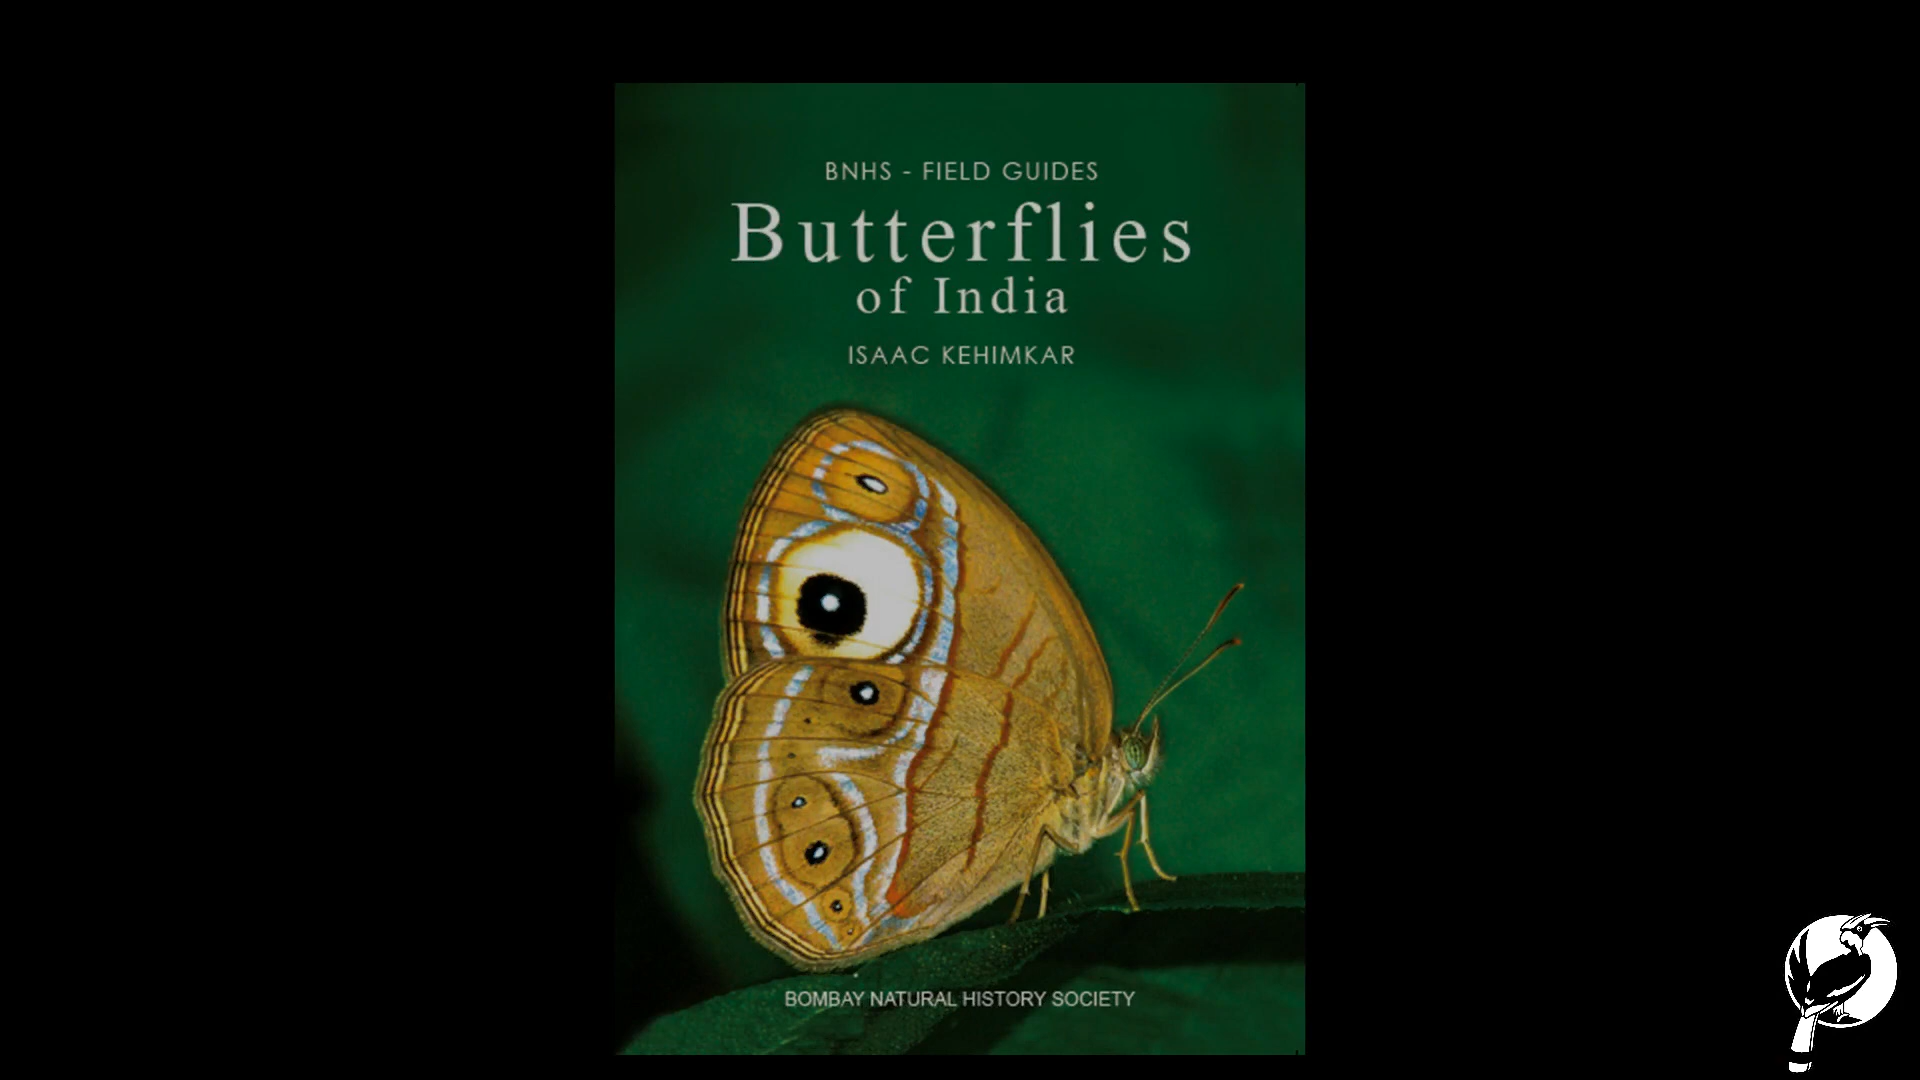 BNHS - FIELD GUIDES
Butterflies
of India
ISAAC KEHIMKAR
BOMBAY NATURAL HISTORY SOCIETY